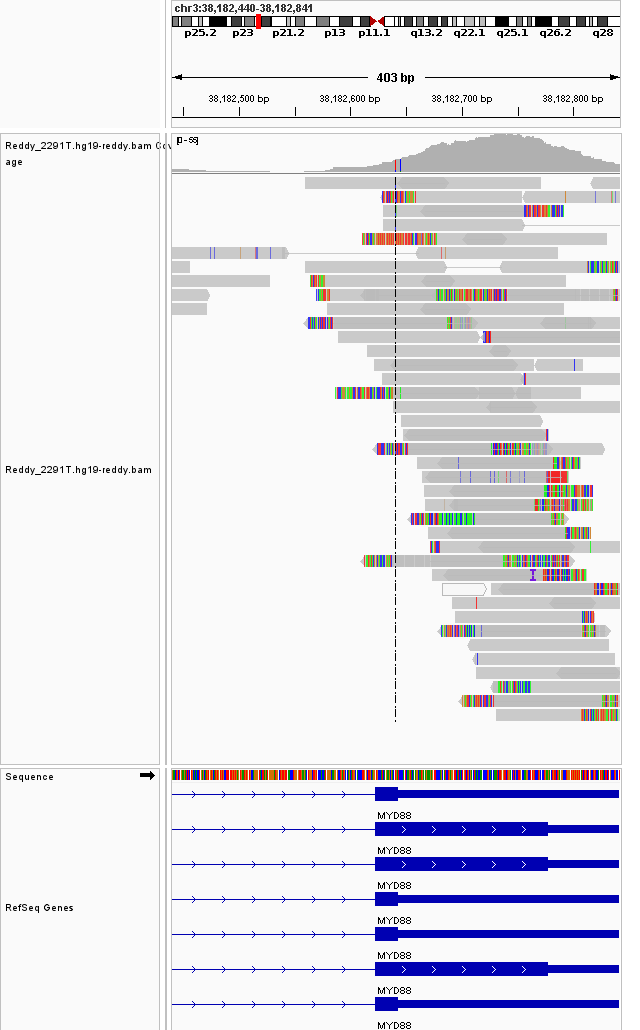 chr3:38,182,440-38,182,841
p25.2 p23 p21.2 p13 p11.1 q13.2 q22.1 q25.1 q26.2 q28
403 bp
38,182,500 bp 38,182,600 bp 38,182,700 bp 38,182,800 bp
Reddy_2291T.hg19-reddy.bam Cov
age
Reddy_2291T.hg19-reddy.bam
Sequence
MYD88
MYD88
MYD88
MYD88
RefSeq Genes
MYD88
MYD88
MYD88